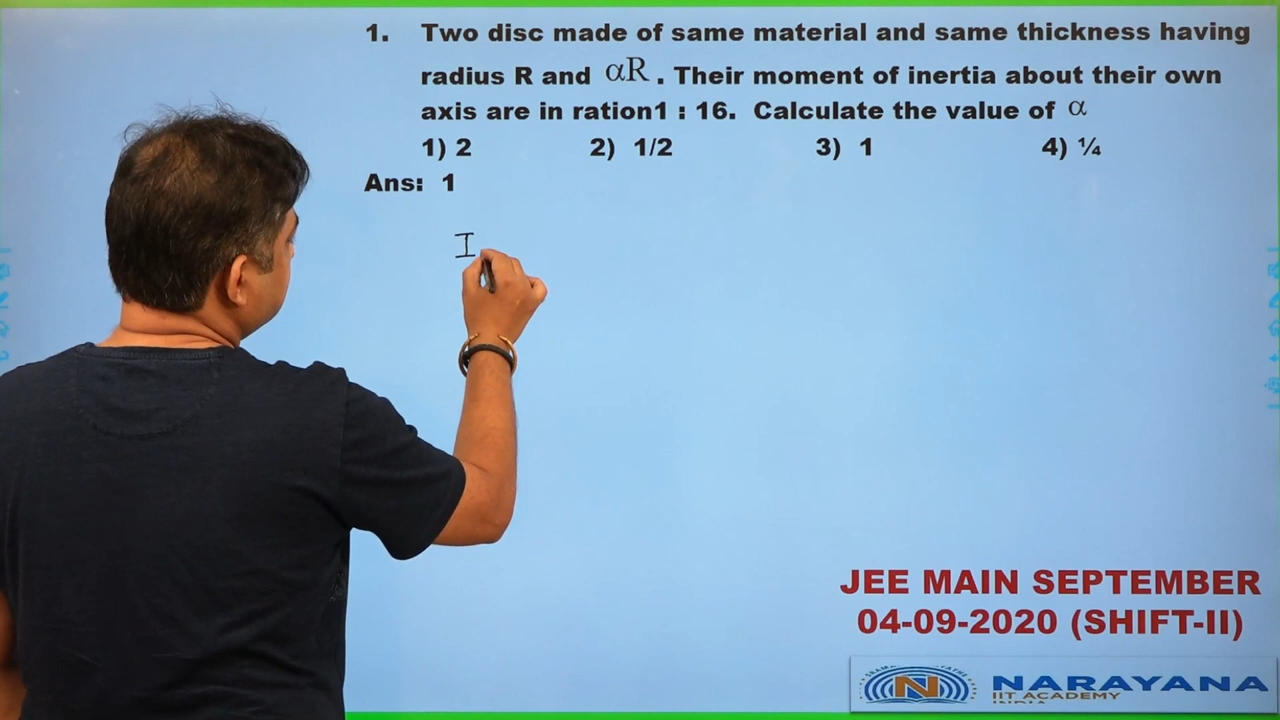 1. Two disc made of same material and same thickness having
radius R and αR . Their moment of inertia about their own
axis are in ration1 : 16. Calculate the value of α
1) 2 2) 1/2 3) 1 4) ¼
Ans: 1
I
JEE MAIN SEPTEMBER
04-09-2020 (SHIFT-II)
N NARAYANA
IIT ACADEMY
INDIA